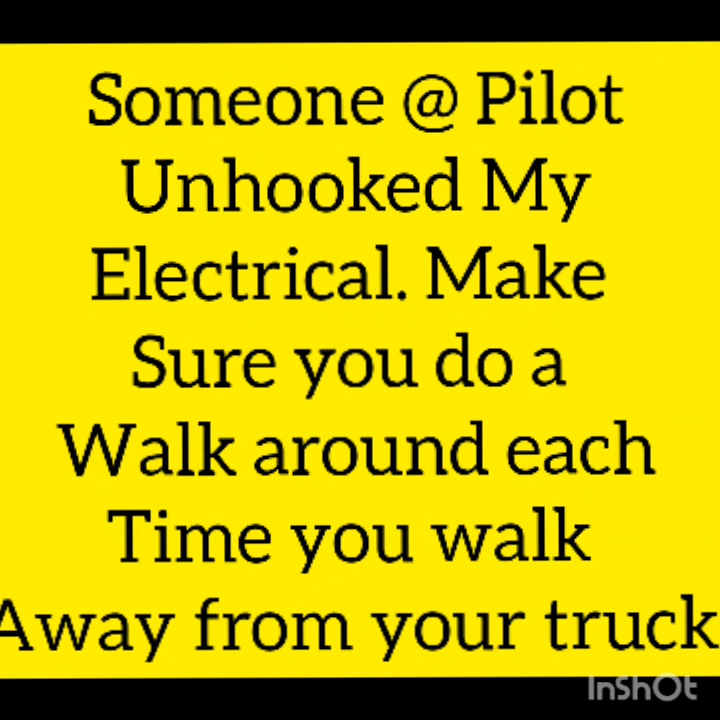 Someone @ Pilot
Unhooked My
Electrical. Make
Sure you do a
Walk around each
Time you walk
Away from your truck
InShOt